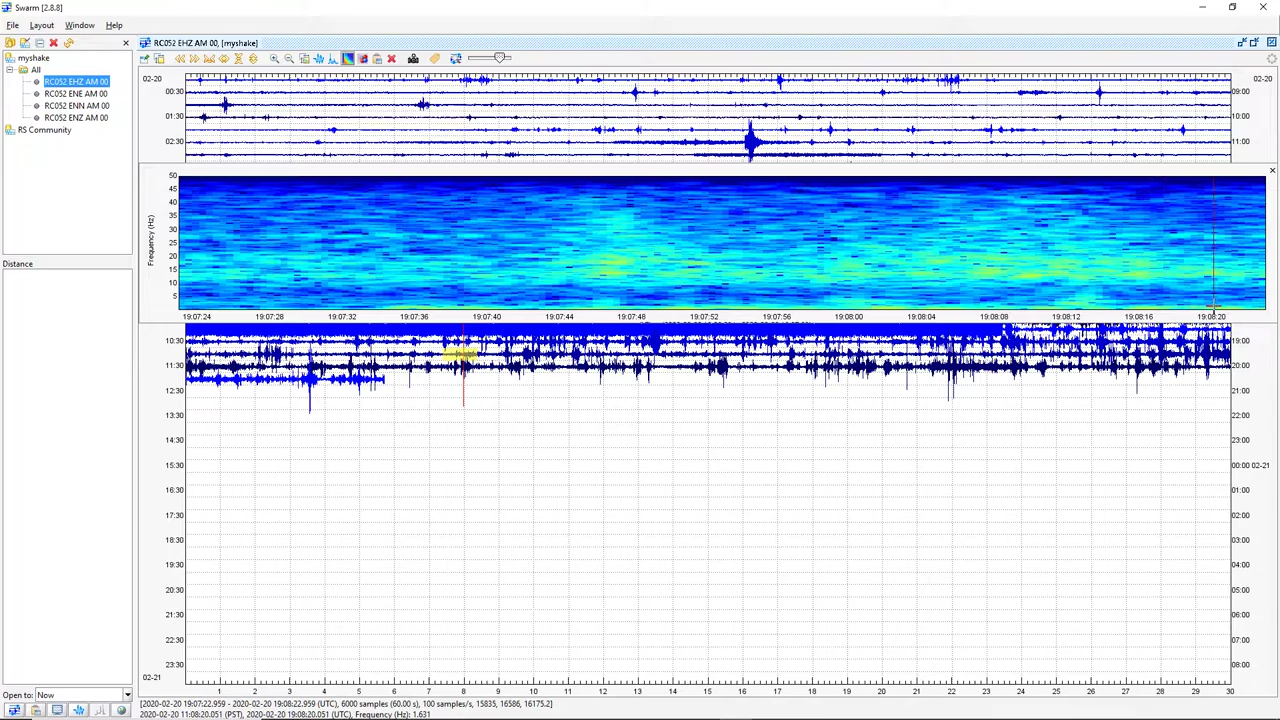 Swarm [2.8.8]
File Layout Window Help
RC052 EHZ AM 00, [myshake]
myshake
All
RC052 EHZ AM 00
RC052 ENE AM 00
RC052 ENN AM 00
RC052 ENZ AM 00
RS Community
Distance
Open to: Now
02-20 02-20
00:30 09:00
01:30 10:00
02:30 11:00
Frequency (Hz)
50
45
40
35
30
25
20
15
10
5
19:07:24 19:07:28 19:07:32 19:07:36 19:07:40 19:07:44 19:07:48 19:07:52 19:07:56 19:08:00 19:08:04 19:08:08 19:08:12 19:08:16 19:08:20
10:30 19:00
11:30 20:00
12:30 21:00
13:30 22:00
14:30 23:00
15:30 00:00 02-21
16:30 01:00
17:30 02:00
18:30 03:00
19:30 04:00
20:30 05:00
21:30 06:00
22:30 07:00
23:30 08:00
02-21
1 2 3 4 5 6 7 8 9 10 11 12 13 14 15 16 17 18 19 20 21 22 23 24 25 26 27 28 29 30
[2020-02-20 19:07:22.959 - 2020-02-20 19:08:22.959 (UTC), 6000 samples (60.00 s), 100 samples/s, 15835, 16586, 16175.2]
2020-02-20 11:08:20.051 (PST), 2020-02-20 19:08:20.051 (UTC), Frequency (Hz): 1.631